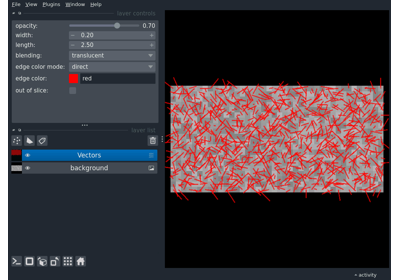 File View Plugins Window Help
layer controls
opacity: 0.70
width: 0.20
length: 2.50
blending: translucent
edge color mode: direct
edge color: red
out of slice:
layer list
Vectors
background
activity